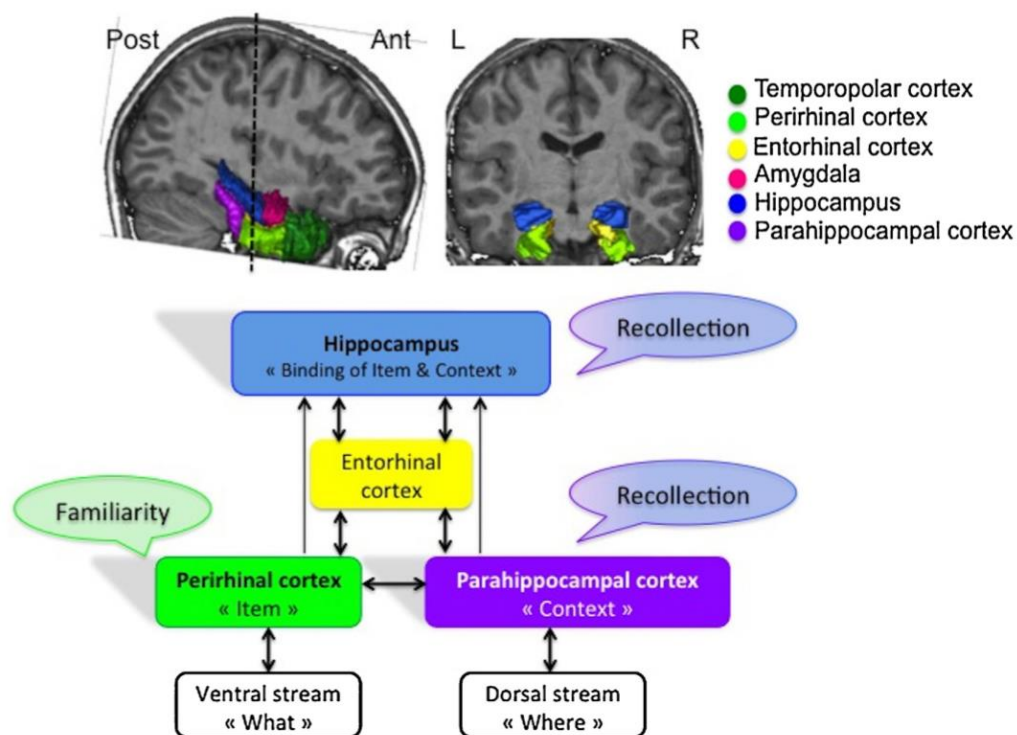 Post
Ant
L
R
Temporopolar cortex
Perirhinal cortex
Entorhinal cortex
Amygdala
Hippocampus
Parahippocampal cortex
Hippocampus
« Binding of Item & Context »
Recollection
Entorhinal
cortex
Familiarity
Recollection
Perirhinal cortex
« Item »
Parahippocampal cortex
« Context »
Ventral stream
« What »
Dorsal stream
« Where »